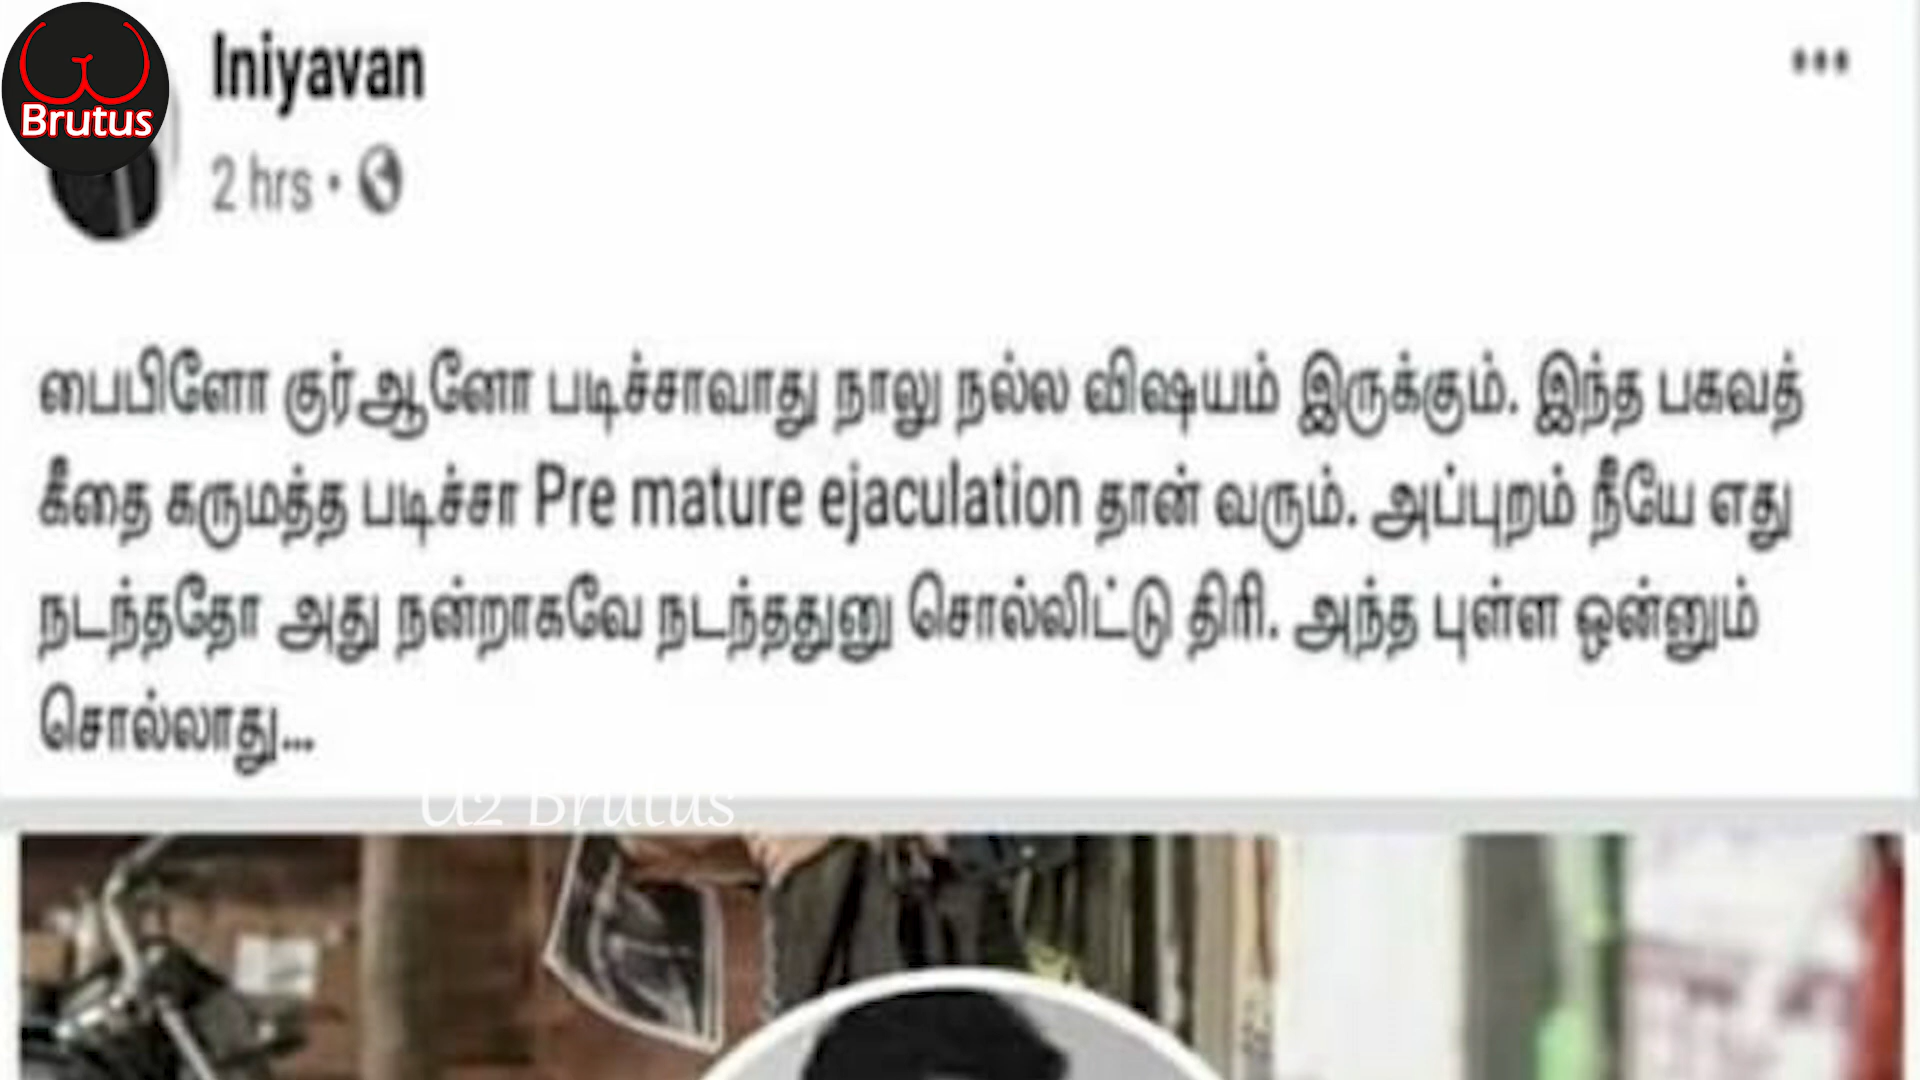 Brutus
Iniyavan
2 hrs •
பைபிளோ குர்ஆனோ படிச்சாவாது நாலு நல்ல விஷயம் இருக்கும். இந்த பகவத்
கீதை கருமத்த படிச்சா Pre mature ejaculation தான் வரும். அப்புறம் நீயே எது
நடந்ததோ அது நன்றாகவே நடந்ததுனு சொல்லிட்டு திரி. அந்த புள்ள ஒன்னும்
சொல்லாது...
U2 Brutus